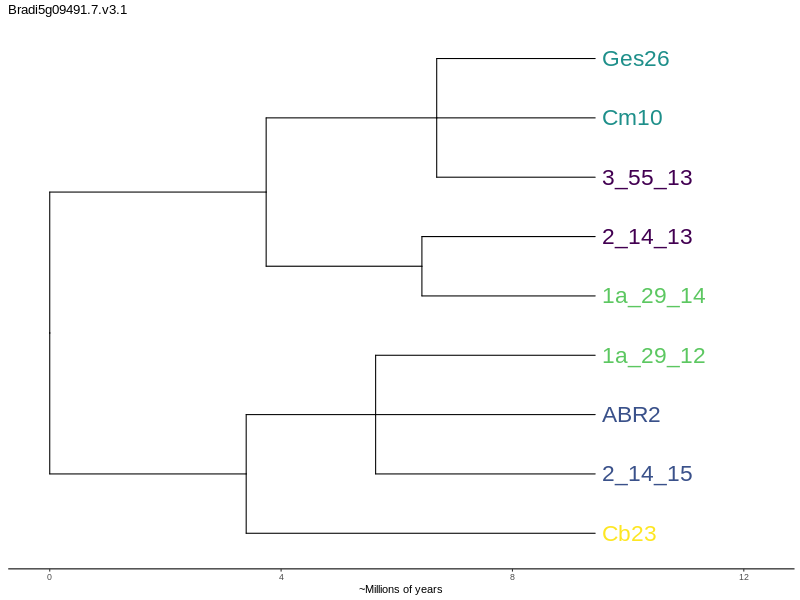 Bradi5g09491.7.v3.1
Ges26
Cm10
3_55_13
2_14_13
1a_29_14
1a_29_12
ABR2
2_14_15
Cb23
0 4 8 12
~Millions of years